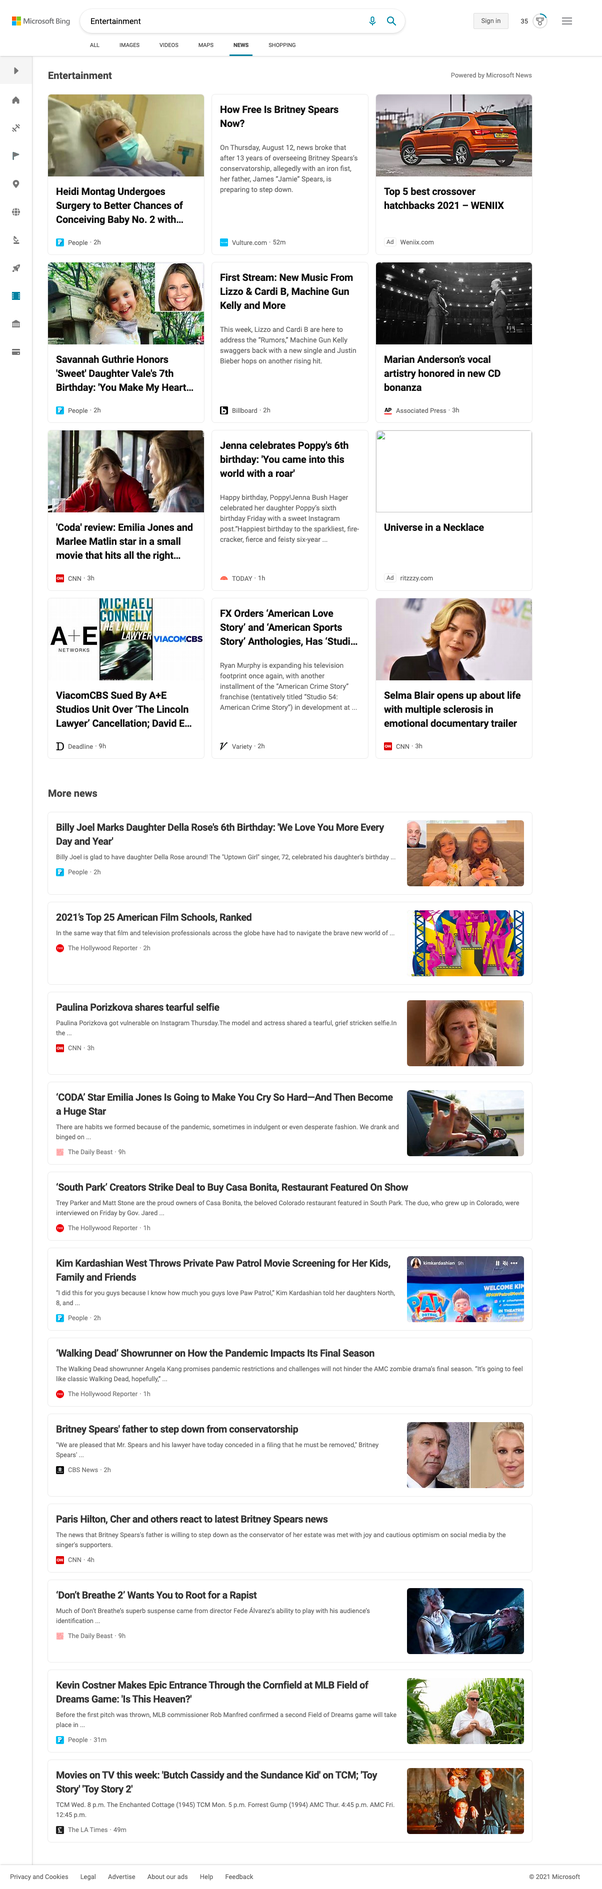 Microsoft Bing
Entertainment
Sign in
35
ALL IMAGES VIDEOS MAPS NEWS SHOPPING
Entertainment
Powered by Microsoft News
Heidi Montag Undergoes
Surgery to Better Chances of
Conceiving Baby No. 2 with...
People · 2h
How Free Is Britney Spears
Now?
On Thursday, August 12, news broke that
after 13 years of overseeing Britney Spears's
conservatorship, allegedly with an iron fist,
her father, James "Jamie" Spears, is
preparing to step down.
Vulture.com · 52m
Top 5 best crossover
hatchbacks 2021 – WENIIX
Ad Weniix.com
Savannah Guthrie Honors
'Sweet' Daughter Vale's 7th
Birthday: 'You Make My Heart...
People · 2h
First Stream: New Music From
Lizzo & Cardi B, Machine Gun
Kelly and More
This week, Lizzo and Cardi B are here to
address the "Rumors," Machine Gun Kelly
swaggers back with a new single and Justin
Bieber hops on another rising hit.
Billboard · 2h
Marian Anderson's vocal
artistry honored in new CD
bonanza
AP Associated Press · 3h
'Coda' review: Emilia Jones and
Marlee Matlin star in a small
movie that hits all the right...
CNN · 3h
Jenna celebrates Poppy's 6th
birthday: 'You came into this
world with a roar'
Happy birthday, Poppy!Jenna Bush Hager
celebrated her daughter Poppy's sixth
birthday Friday with a sweet Instagram
post."Happiest birthday to the sparkliest, fire-
cracker, fierce and feisty six-year ...
TODAY · 1h
Universe in a Necklace
Ad ritzzzy.com
A+E
NETWORKS
MICHAEL
CONNELLY
THE LINCOLN
LAWYER
VIACOMCBS
ViacomCBS Sued By A+E
Studios Unit Over 'The Lincoln
Lawyer' Cancellation; David E...
Deadline · 9h
FX Orders 'American Love
Story' and 'American Sports
Story' Anthologies, Has 'Studi...
Ryan Murphy is expanding his television
footprint once again, with another
installment of the "American Crime Story"
franchise (tentatively titled "Studio 54:
American Crime Story") in development at ...
Variety · 2h
Selma Blair opens up about life
with multiple sclerosis in
emotional documentary trailer
CNN · 3h
More news
Billy Joel Marks Daughter Della Rose's 6th Birthday: 'We Love You More Every
Day and Year'
Billy Joel is glad to have daughter Della Rose around! The "Uptown Girl" singer, 72, celebrated his daughter's birthday ...
People · 2h
2021's Top 25 American Film Schools, Ranked
In the same way that film and television professionals across the globe have had to navigate the brave new world of ...
The Hollywood Reporter · 2h
Paulina Porizkova shares tearful selfie
Paulina Porizkova got vulnerable on Instagram Thursday.The model and actress shared a tearful, grief stricken selfie.In
the ...
CNN · 3h
'CODA' Star Emilia Jones Is Going to Make You Cry So Hard—And Then Become
a Huge Star
There are habits we formed because of the pandemic, sometimes in indulgent or even desperate fashion. We drank and
binged on ...
The Daily Beast · 9h
'South Park' Creators Strike Deal to Buy Casa Bonita, Restaurant Featured On Show
Trey Parker and Matt Stone are the proud owners of Casa Bonita, the beloved Colorado restaurant featured in South Park. The duo, who grew up in Colorado, were
interviewed on Friday by Gov. Jared ...
The Hollywood Reporter · 1h
Kim Kardashian West Throws Private Paw Patrol Movie Screening for Her Kids,
Family and Friends
"I did this for you guys because I know how much you guys love Paw Patrol," Kim Kardashian told her daughters North,
8, and ...
People · 2h
kimkardashian 9h
WELCOME KIM
PAW
'Walking Dead' Showrunner on How the Pandemic Impacts Its Final Season
The Walking Dead showrunner Angela Kang promises pandemic restrictions and challenges will not hinder the AMC zombie drama's final season. "It's going to feel
like classic Walking Dead, hopefully," ...
The Hollywood Reporter · 1h
Britney Spears' father to step down from conservatorship
"We are pleased that Mr. Spears and his lawyer have today conceded in a filing that he must be removed," Britney
Spears' ...
CBS News · 2h
Paris Hilton, Cher and others react to latest Britney Spears news
The news that Britney Spears's father is willing to step down as the conservator of her estate was met with joy and cautious optimism on social media by the
singer's supporters.
CNN · 4h
'Don't Breathe 2' Wants You to Root for a Rapist
Much of Don't Breathe's superb suspense came from director Fede Álvarez's ability to play with his audience's
identification ...
The Daily Beast · 9h
Kevin Costner Makes Epic Entrance Through the Cornfield at MLB Field of
Dreams Game: 'Is This Heaven?'
Before the first pitch was thrown, MLB commissioner Rob Manfred confirmed a second Field of Dreams game will take
place in ...
People · 31m
Movies on TV this week: 'Butch Cassidy and the Sundance Kid' on TCM; 'Toy
Story' 'Toy Story 2'
TCM Wed. 8 p.m. The Enchanted Cottage (1945) TCM Mon. 5 p.m. Forrest Gump (1994) AMC Thur. 4:45 p.m. AMC Fri.
12:45 p.m.
The LA Times · 49m
Privacy and Cookies Legal Advertise About our ads Help Feedback
© 2021 Microsoft